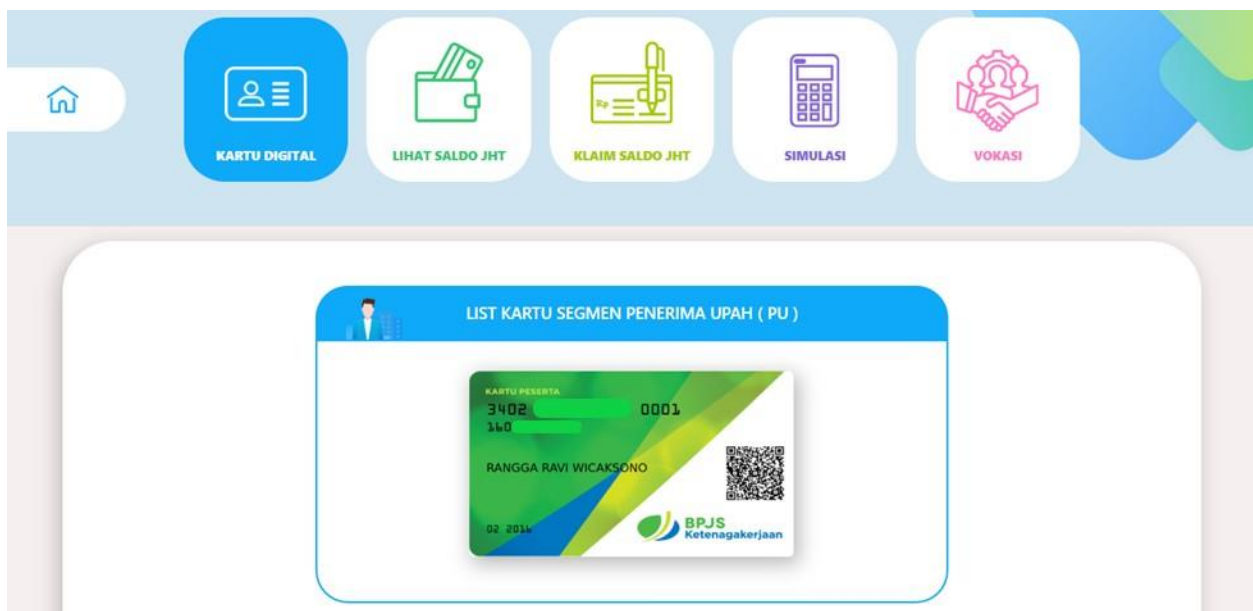 KARTU DIGITAL
LIHAT SALDO JHT
Rp
KLAIM SALDO JHT
SIMULASI
VOKASI
LIST KARTU SEGMEN PENERIMA UPAH ( PU )
KARTU PESERTA
3402 0001
160
RANGGA RAVI WICAKSONO
02 2016
BPJS
Ketenagakerjaan